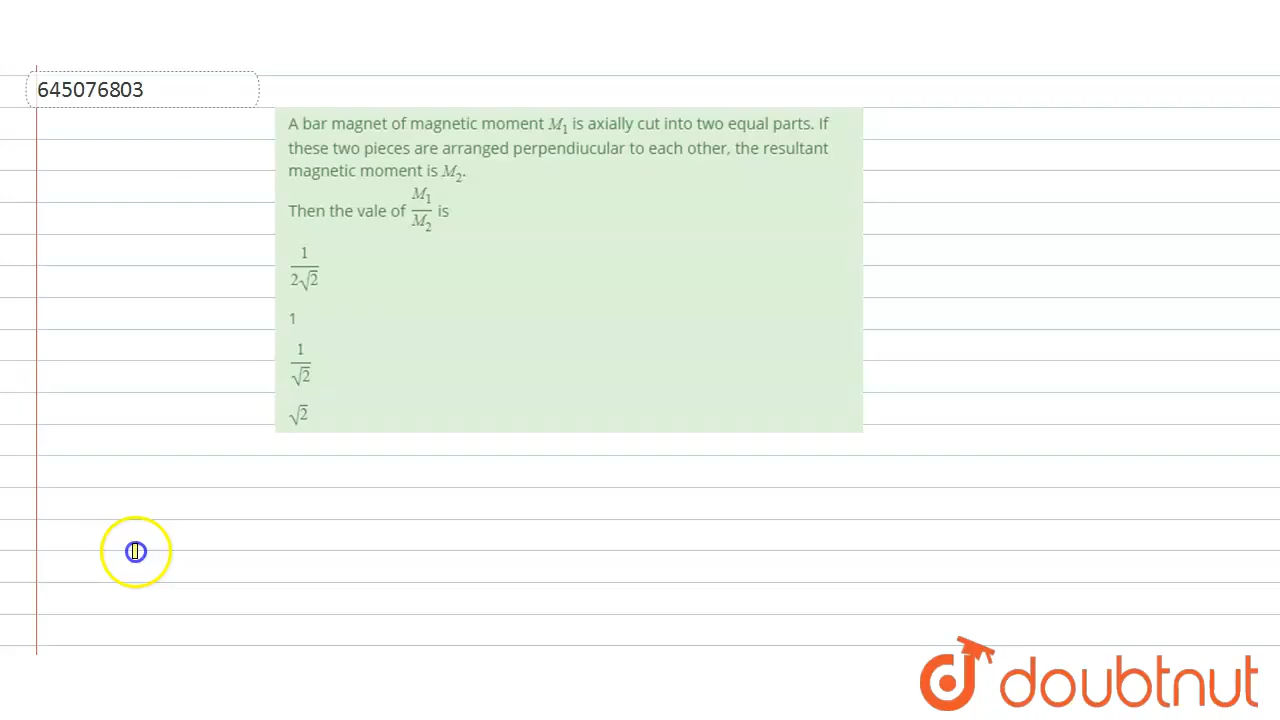 645076803
A bar magnet of magnetic moment M₁ is axially cut into two equal parts. If
these two pieces are arranged perpendiucular to each other, the resultant
magnetic moment is M₂.
Then the vale of M₁/M₂ is
1/(2√2)
1
1/√2
√2
doubtnut